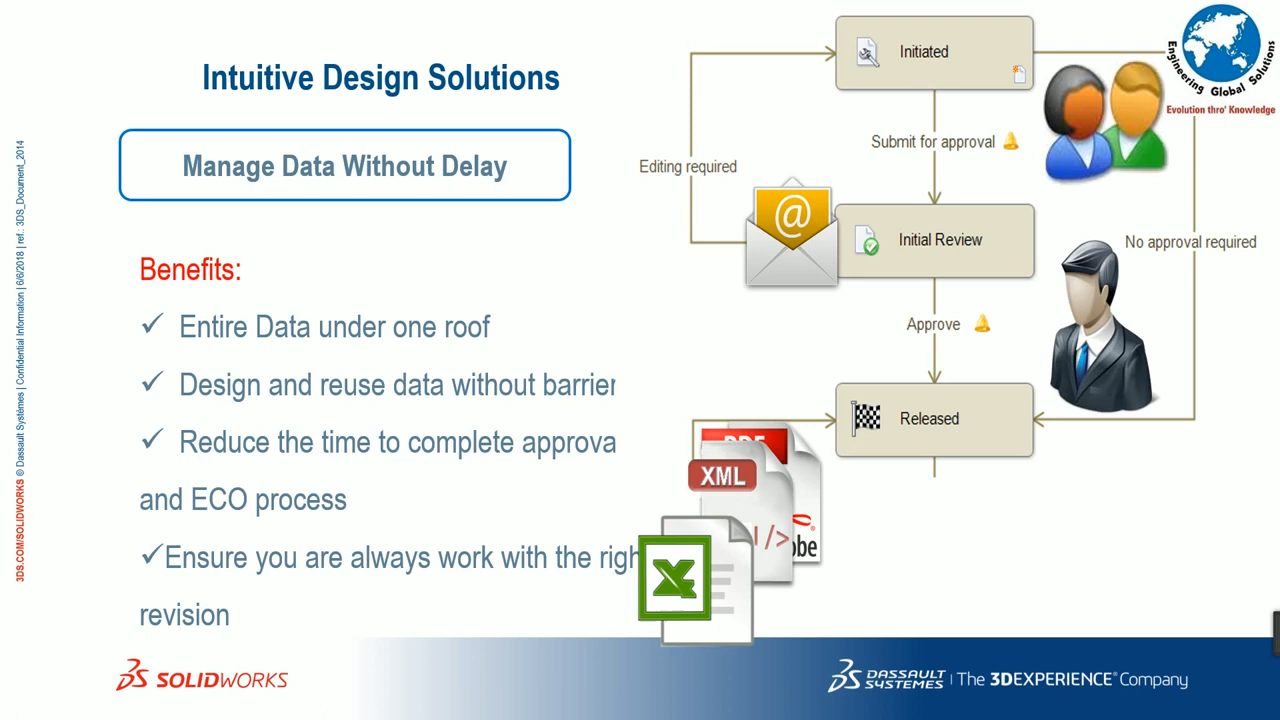 Intuitive Design Solutions
Manage Data Without Delay
Benefits:
✓ Entire Data under one roof
✓ Design and reuse data without barrier
✓ Reduce the time to complete approva
and ECO process
✓Ensure you are always work with the righ
revision
3DS.COM/SOLIDWORKS © Dassault Systèmes | Confidential Information | 6/6/2018 | ref.: 3DS_Document_2014
Initiated
Submit for approval
Editing required
@
Initial Review
No approval required
Approve
Released
PDF
XML
/>
obe
X
Engineering Global Solutions
Evolution thro' Knowledge
SOLIDWORKS
DASSAULT
SYSTEMES
The 3DEXPERIENCE® Company